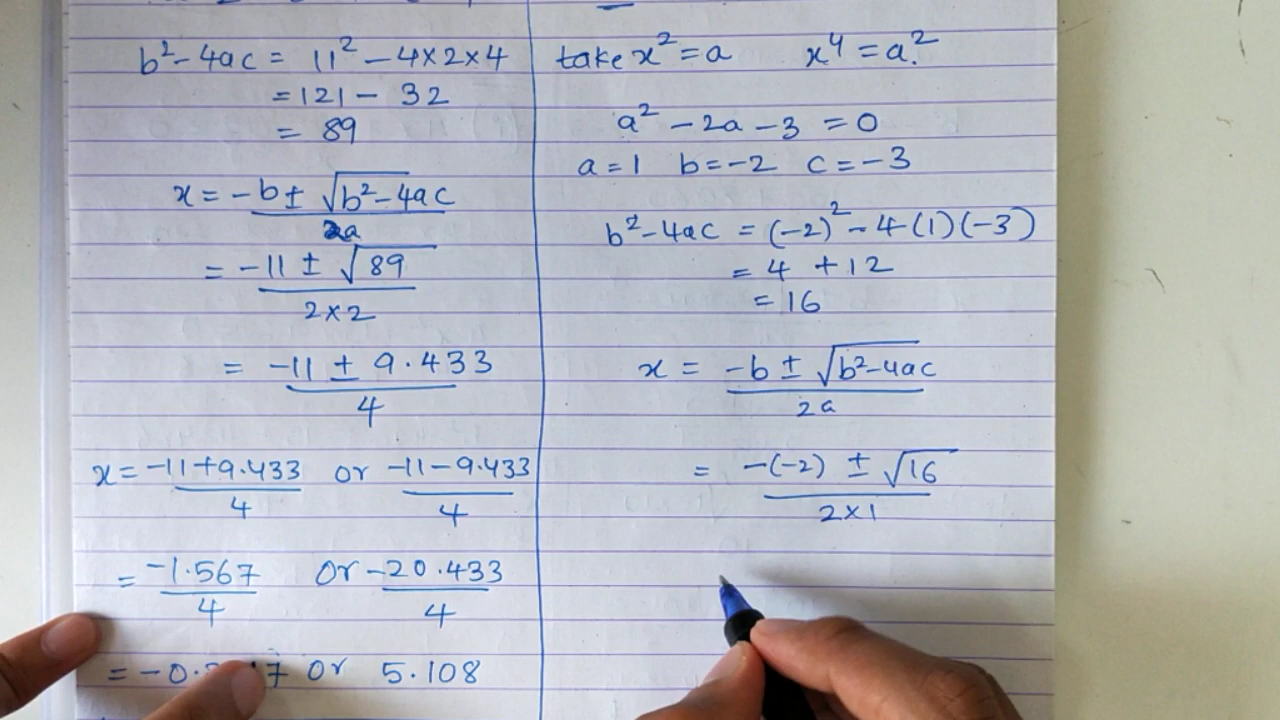 b² - 4ac = 11² - 4×2×4
= 121 - 32
= 89
x = -b ± √b²-4ac
2a
= -11 ± √89
2×2
= -11 ± 9.433
4
x = -11+9.433 or -11-9.433
4 4
= -1.567 or -20.433
4 4
or 5.108
take x² = a x⁴ = a².
a² - 2a - 3 = 0
a = 1 b = -2 c = -3
b² - 4ac = (-2)² - 4(1)(-3)
= 4 + 12
= 16
x = -b ± √b²-4ac
2a
= -(-2) ± √16
2×1